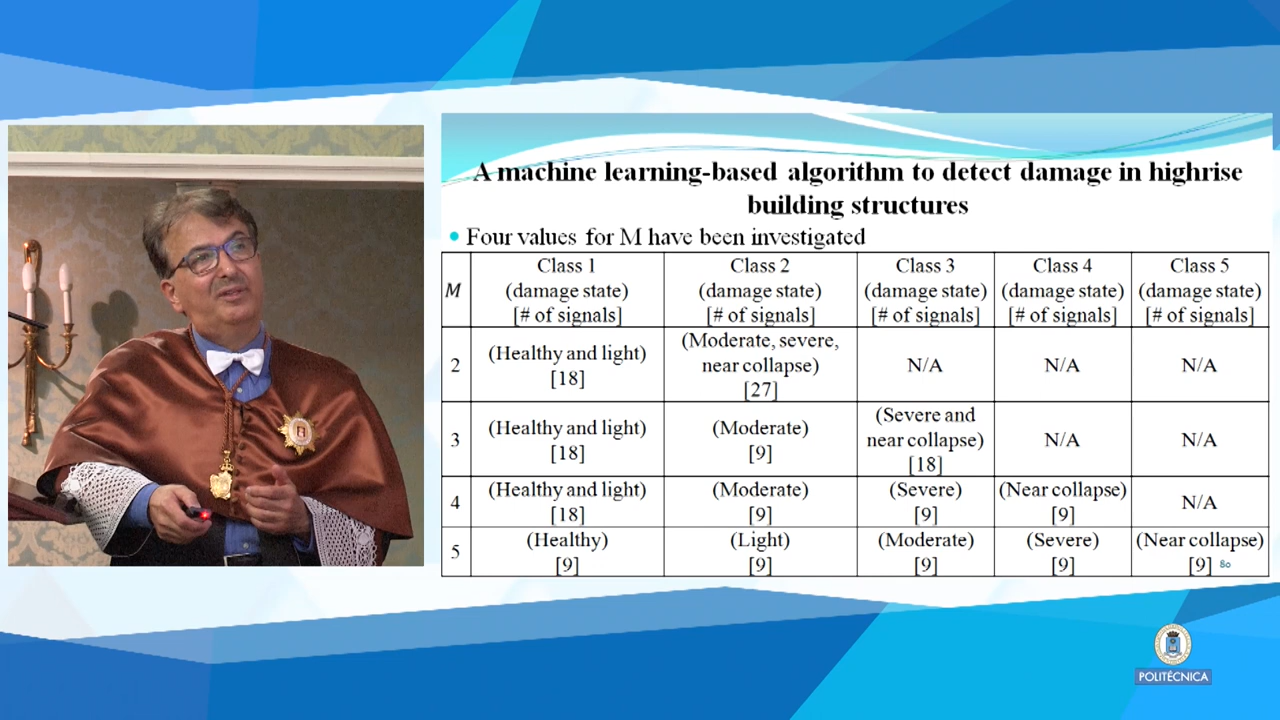 A machine learning-based algorithm to detect damage in highrise
building structures
Four values for M have been investigated
M
Class 1
(damage state)
[# of signals]
Class 2
(damage state)
[# of signals]
Class 3
(damage state)
[# of signals]
Class 4
(damage state)
[# of signals]
Class 5
(damage state)
[# of signals]
2
(Healthy and light)
[18]
(Moderate, severe,
near collapse)
[27]
N/A
N/A
N/A
3
(Healthy and light)
[18]
(Moderate)
[9]
(Severe and
near collapse)
[18]
N/A
N/A
4
(Healthy and light)
[18]
(Moderate)
[9]
(Severe)
[9]
(Near collapse)
[9]
N/A
5
(Healthy)
[9]
(Light)
[9]
(Moderate)
[9]
(Severe)
[9]
(Near collapse)
[9]
80
POLITÉCNICA